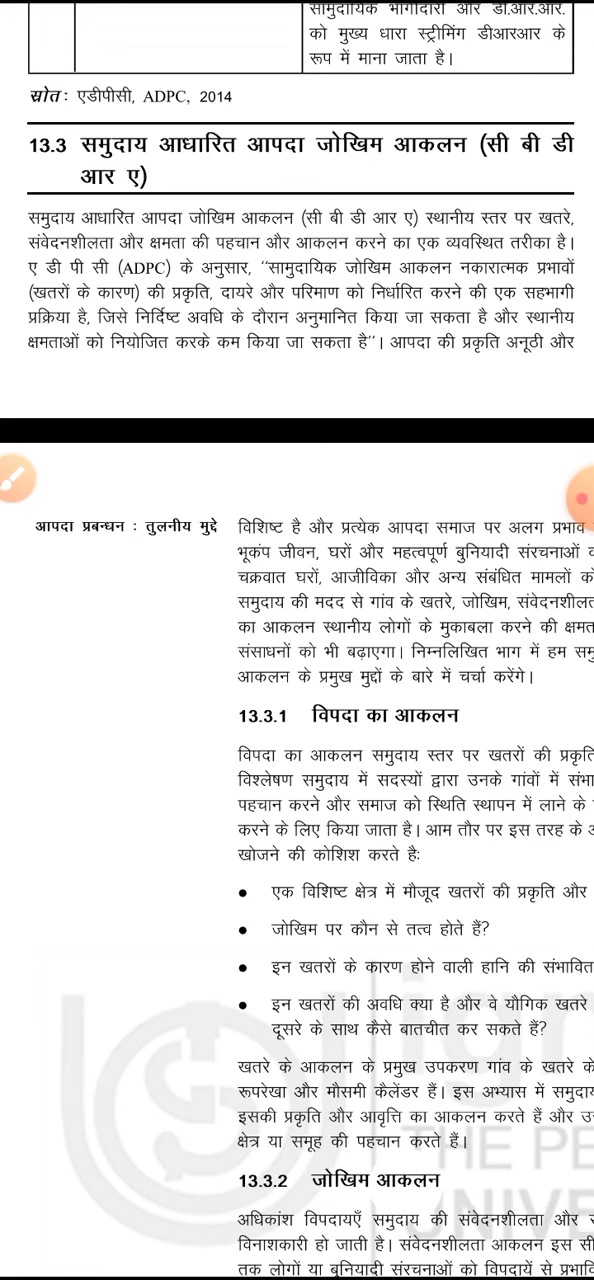 सामुदायिक भागीदारी और डी.आर.आर.
को मुख्य धारा स्ट्रीमिंग डीआरआर के
रूप में माना जाता है।
स्रोतः एडीपीसी, ADPC, 2014
13.3 समुदाय आधारित आपदा जोखिम आकलन (सी बी डी
आर ए)
समुदाय आधारित आपदा जोखिम आकलन (सी बी डी आर ए) स्थानीय स्तर पर खतरे,
संवेदनशीलता और क्षमता की पहचान और आकलन करने का एक व्यवस्थित तरीका है।
ए डी पी सी (ADPC) के अनुसार, ''सामुदायिक जोखिम आकलन नकारात्मक प्रभावों
(खतरों के कारण) की प्रकृति, दायरे और परिमाण को निर्धारित करने की एक सहभागी
प्रक्रिया है, जिसे निर्दिष्ट अवधि के दौरान अनुमानित किया जा सकता है और स्थानीय
क्षमताओं को नियोजित करके कम किया जा सकता है''। आपदा की प्रकृति अनूठी और
आपदा प्रबन्धन : तुलनीय मुद्दे
विशिष्ट है और प्रत्येक आपदा समाज पर अलग प्रभाव
भूकंप जीवन, घरों और महत्वपूर्ण बुनियादी संरचनाओं
चक्रवात घरों, आजीविका और अन्य संबंधित मामलों को
समुदाय की मदद से गांव के खतरे, जोखिम,
का आकलन स्थानीय लोगों के मुकाबला करने की
संसाधनों को भी बढ़ाएगा। निम्नलिखित भाग में हम
आकलन के प्रमुख मुद्दों के बारे में चर्चा करेंगे।
13.3.1 विपदा का आकलन
विपदा का आकलन समुदाय स्तर पर खतरों की प्रकृति
विश्लेषण समुदाय में सदस्यों द्वारा उनके गांवों में
पहचान करने और समाज को स्थिति स्थापन में लाने के
करने के लिए किया जाता है। आम तौर पर इस तरह के
खोजने की कोशिश करते हैः
• एक विशिष्ट क्षेत्र में मौजूद खतरों की प्रकृति और
• जोखिम पर कौन से तत्व होते हैं?
• इन खतरों के कारण होने वाली हानि की
• इन खतरों की अवधि क्या है और वे यौगिक खतरे
दूसरे के साथ कैसे बातचीत कर सकते हैं?
खतरे के आकलन के प्रमुख उपकरण गांव के खतरे के
रूपरेखा और मौसमी कैलेंडर हैं। इस अभ्यास में
इसकी प्रकृति और आवृत्ति का आकलन करते हैं और
क्षेत्र या समूह की पहचान करते हैं।
THE
13.3.2 जोखिम आकलन
अधिकांश विपदायएँ समुदाय की संवेदनशीलता और
विनाशकारी हो जाती है। संवेदनशीलता आकलन इस
तक लोगों या बुनियादी संरचनाओं को विपदायें से